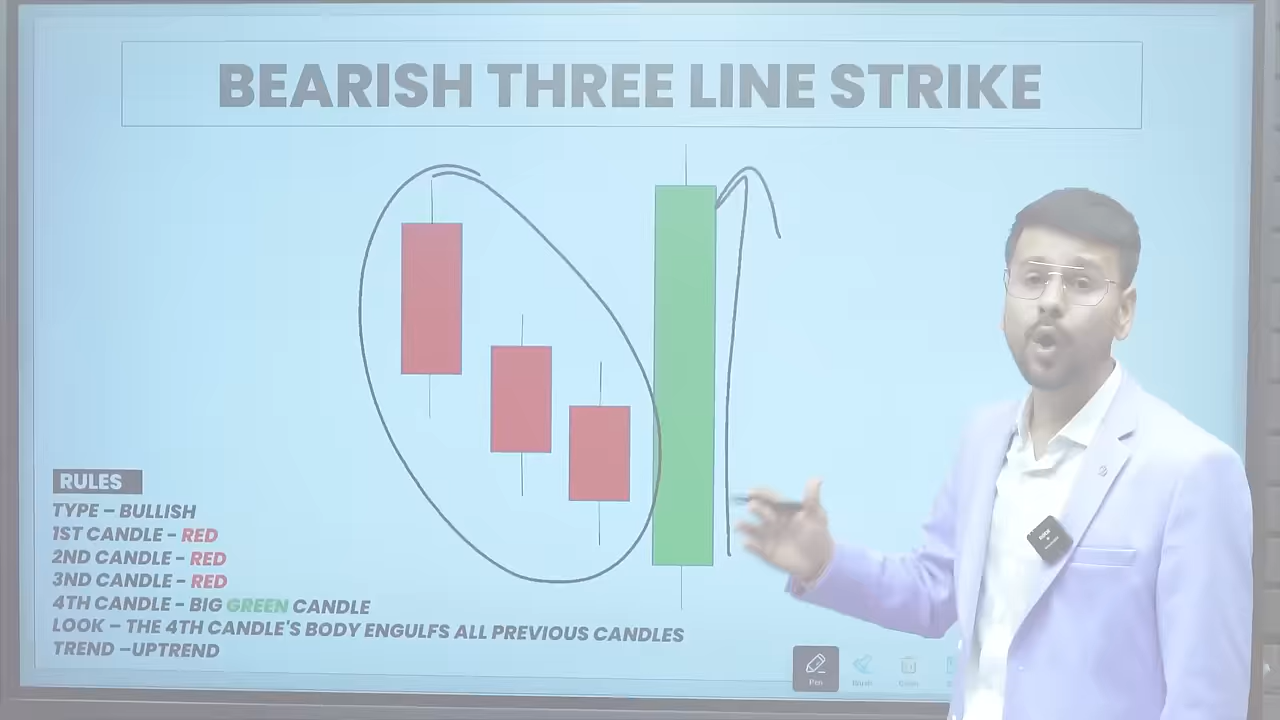 BEARISH THREE LINE STRIKE
RULES
TYPE – BULLISH
1ST CANDLE - RED
2ND CANDLE - RED
3ND CANDLE - RED
4TH CANDLE - BIG GREEN CANDLE
LOOK – THE 4TH CANDLE'S BODY ENGULFS ALL PREVIOUS CANDLES
TREND –UPTREND
Pen